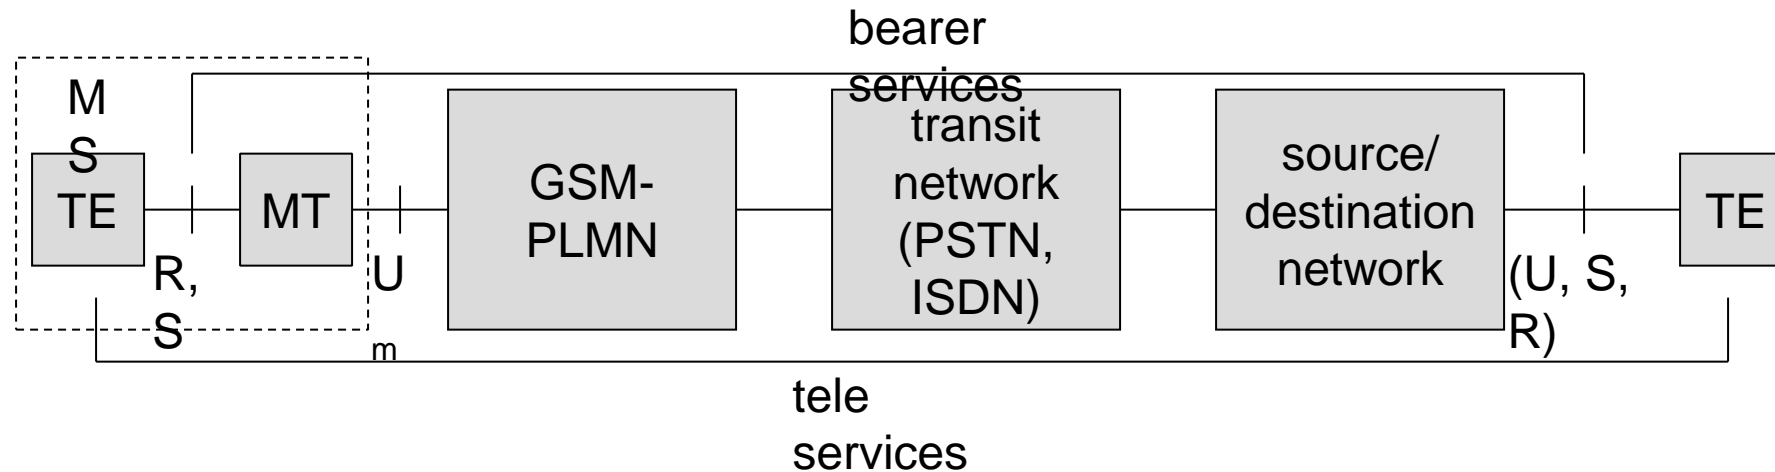 bearer
services
M
S
TE
R,
S
MT
U
m
GSM-
PLMN
transit
network
(PSTN,
ISDN)
source/
destination
network
(U, S,
R)
TE
tele
services